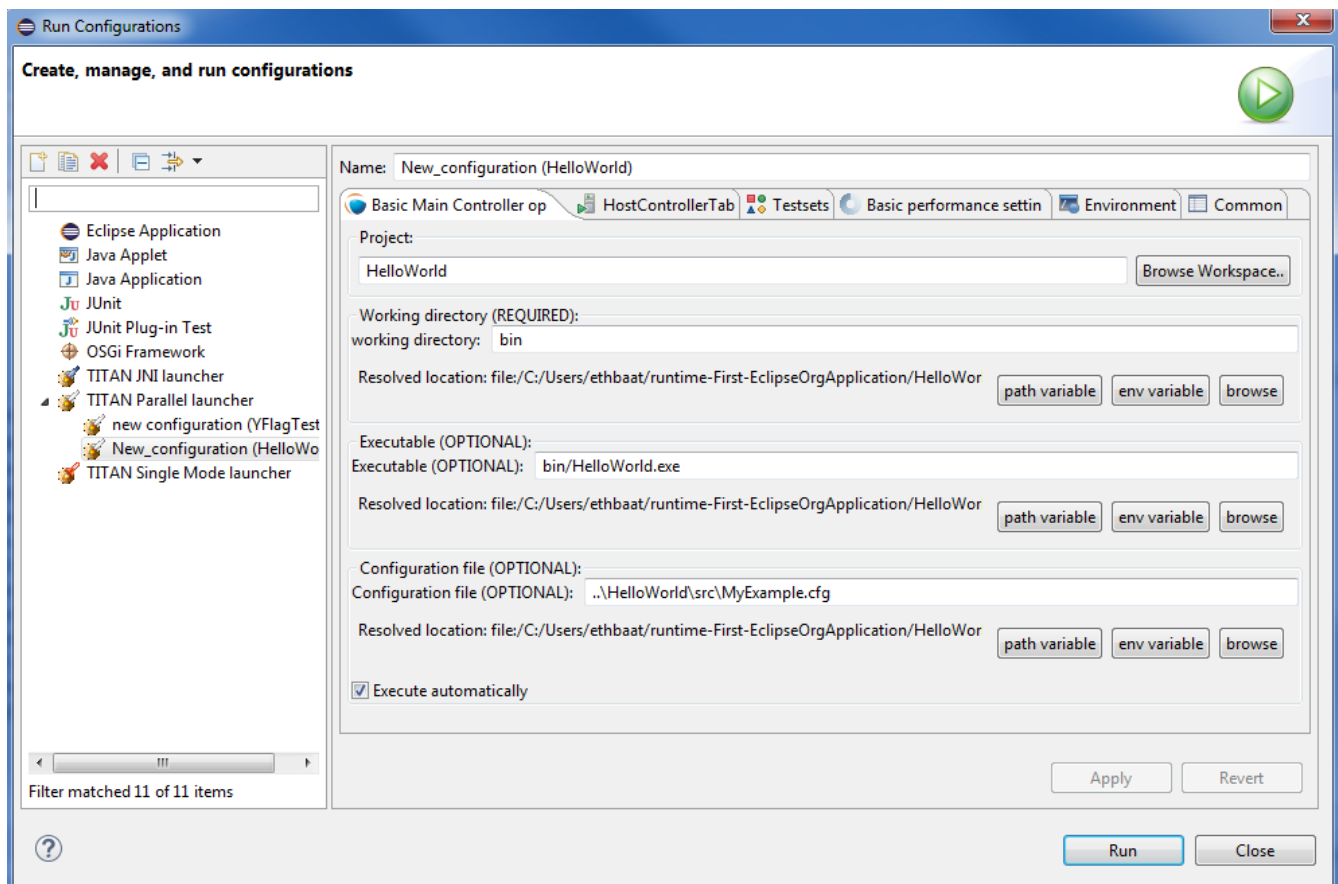 Run Configurations
Create, manage, and run configurations
Name: New_configuration (HelloWorld)
Basic Main Controller op HostControllerTab Testsets Basic performance settin Environment Common
Eclipse Application
Java Applet
Java Application
JUnit
JUnit Plug-in Test
OSGi Framework
TITAN JNI launcher
TITAN Parallel launcher
new configuration (YFlagTest
New_configuration (HelloWo
TITAN Single Mode launcher
Filter matched 11 of 11 items
Project:
HelloWorld Browse Workspace..
Working directory (REQUIRED):
working directory: bin
Resolved location: file:/C:/Users/ethbaat/runtime-First-EclipseOrgApplication/HelloWor path variable env variable browse
Executable (OPTIONAL):
Executable (OPTIONAL): bin/HelloWorld.exe
Resolved location: file:/C:/Users/ethbaat/runtime-First-EclipseOrgApplication/HelloWor path variable env variable browse
Configuration file (OPTIONAL):
Configuration file (OPTIONAL): ..\HelloWorld\src\MyExample.cfg
Resolved location: file:/C:/Users/ethbaat/runtime-First-EclipseOrgApplication/HelloWor path variable env variable browse
Execute automatically
Apply Revert
Run Close